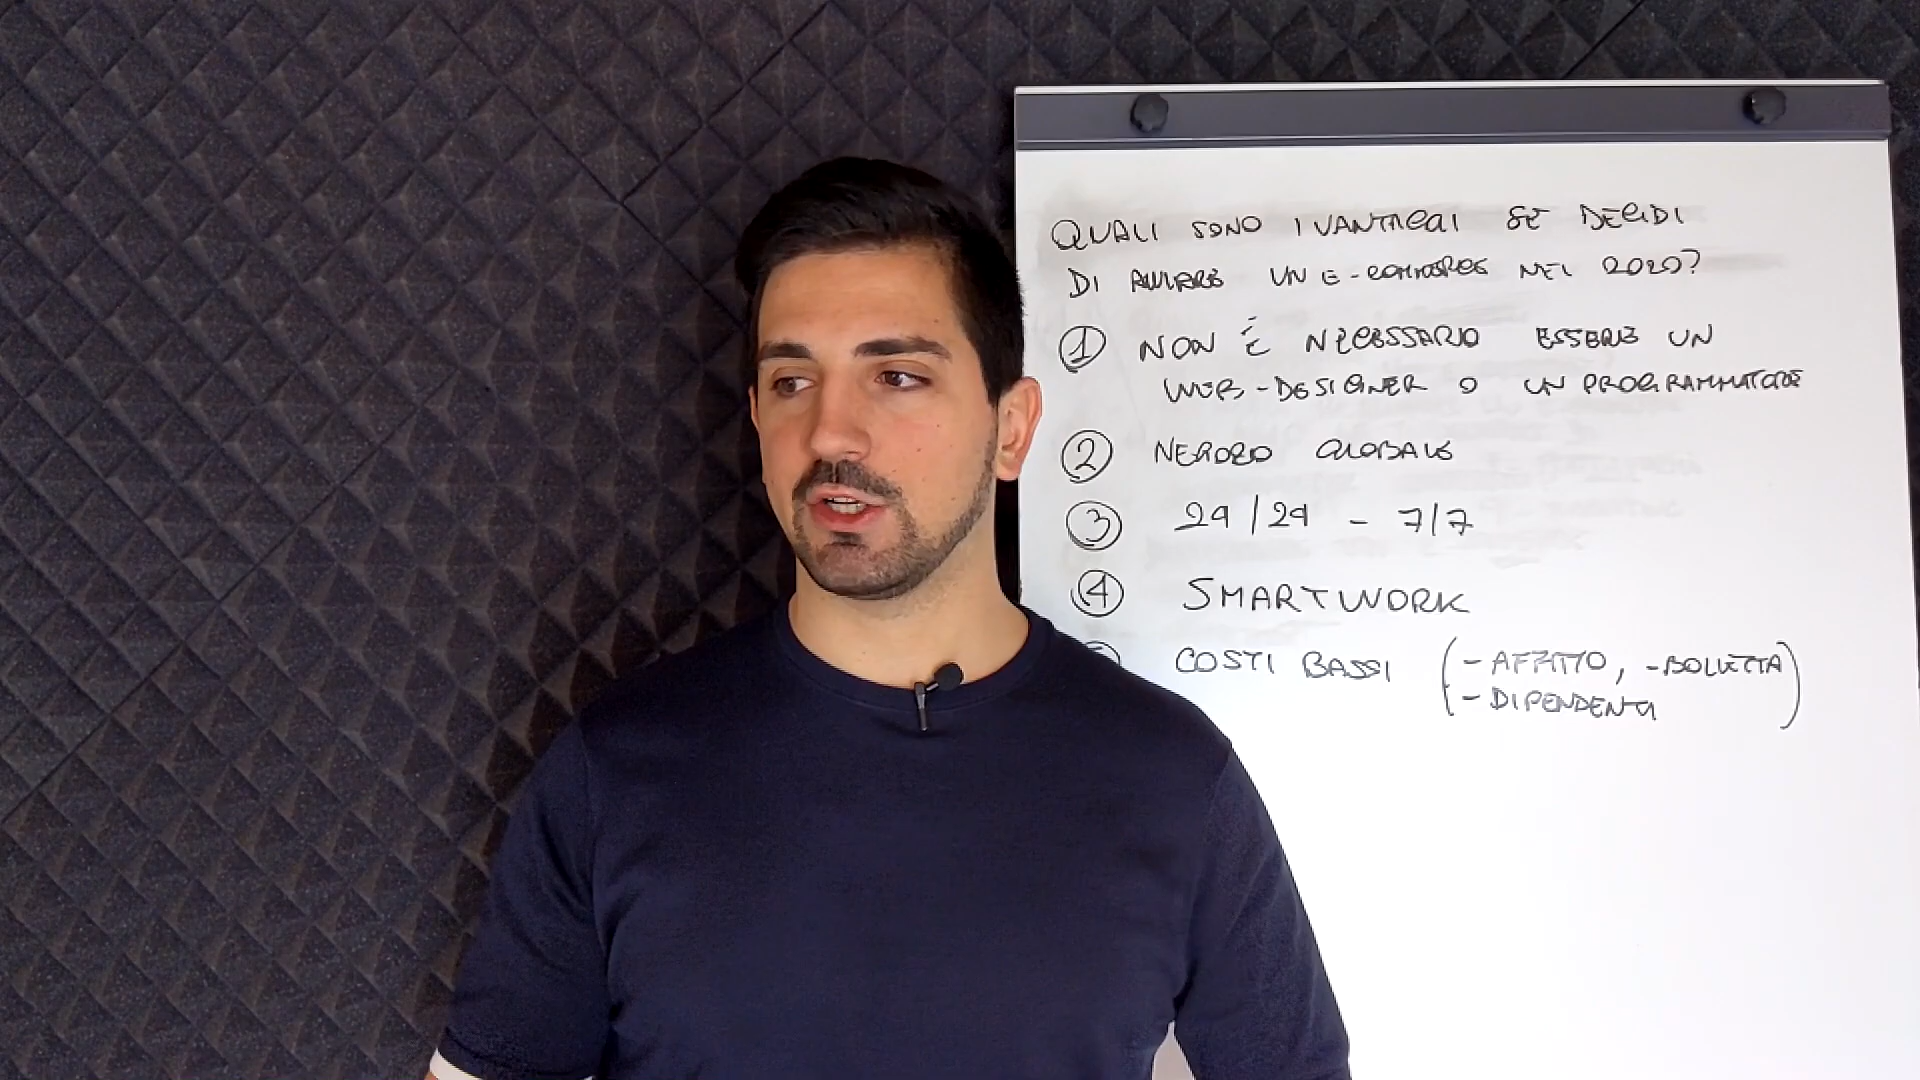 QUALI SONO I VANTAGGI SE DECIDI
DI AVVIARE UN E-COMMERCE NEL 2020?
1 NON È NECESSARIO ESSERE UN
WEB-DESIGNER O UN PROGRAMMATORE
2 NEGOZIO GLOBALE
3 24/24 - 7/7
4 SMARTWORK
COSTI BASSI (- AFFITTO, - BOLLETTA)
- DIPENDENTI